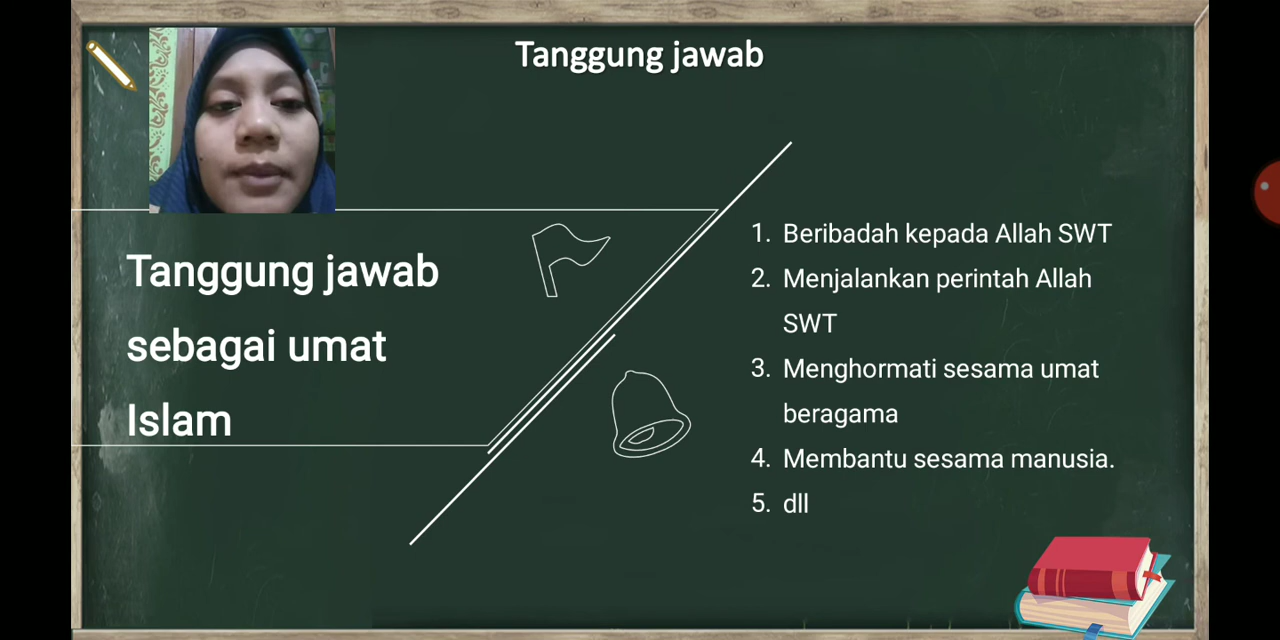 Tanggung jawab
Tanggung jawab
sebagai umat
Islam
1. Beribadah kepada Allah SWT
2. Menjalankan perintah Allah
SWT
3. Menghormati sesama umat
beragama
4. Membantu sesama manusia.
5. dll